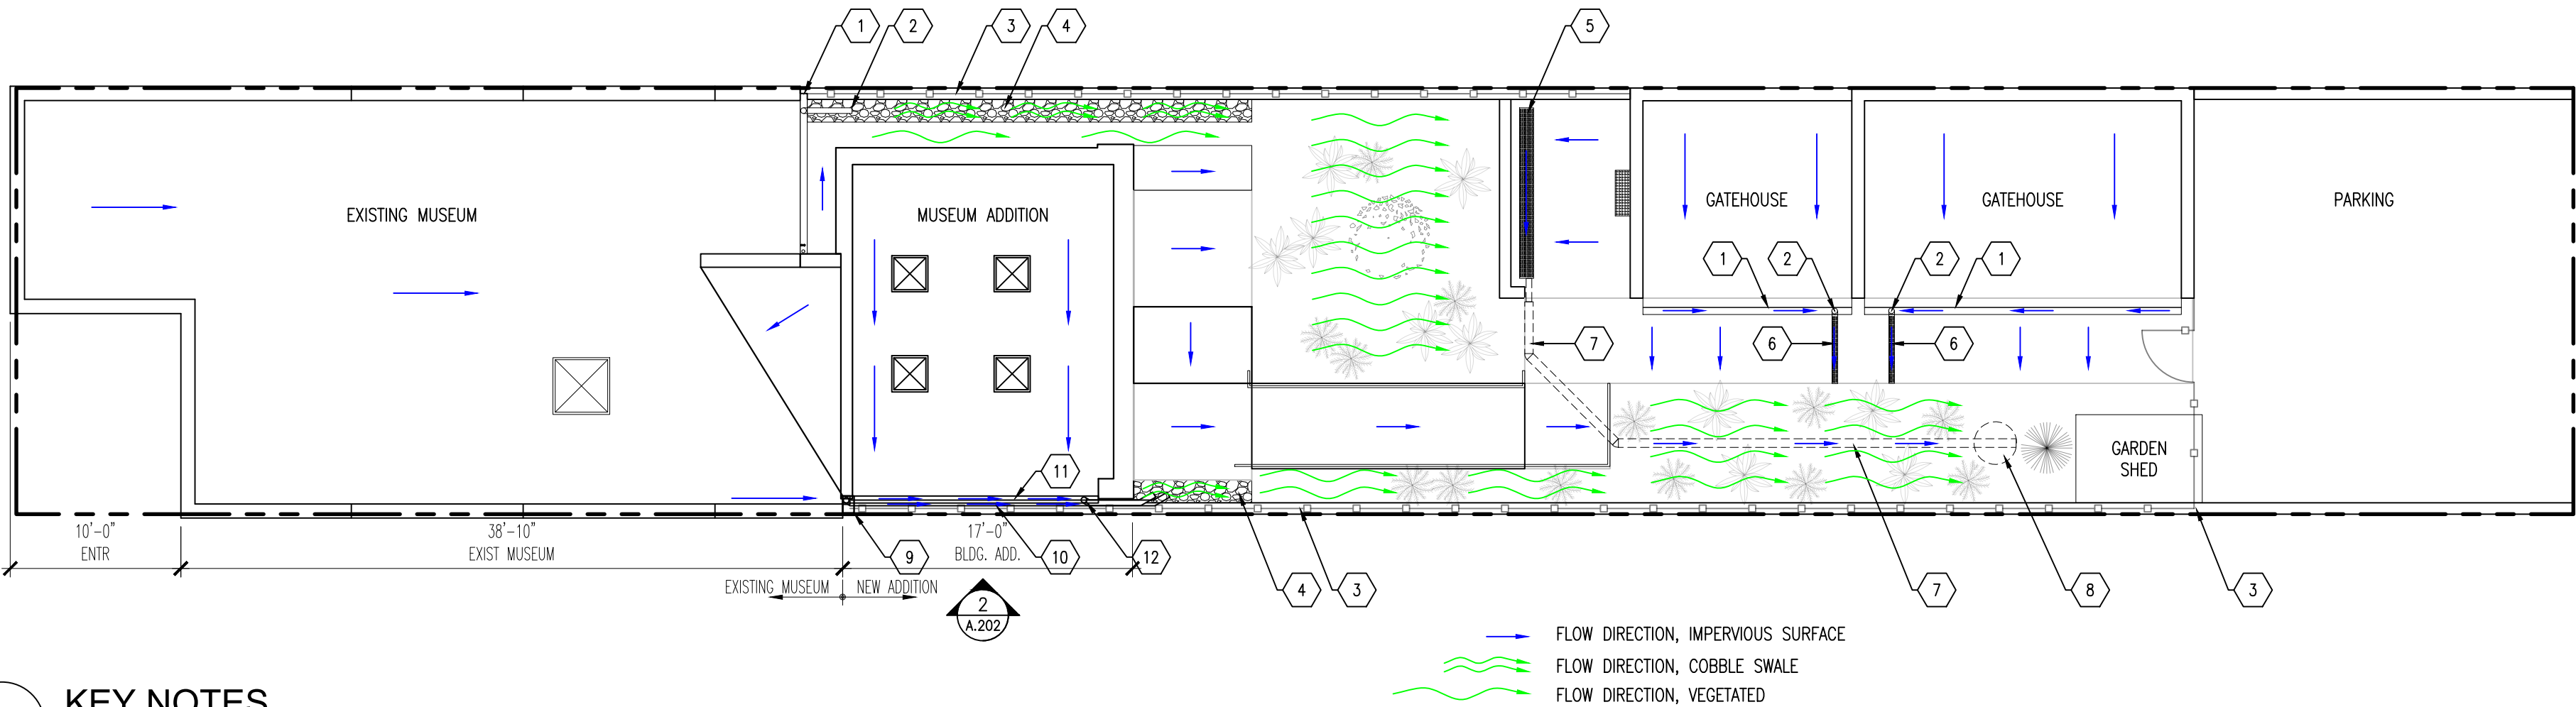 1
2
3
4
5
EXISTING MUSEUM
MUSEUM ADDITION
GATEHOUSE
GATEHOUSE
PARKING
1
2
2
1
7
6
6
GARDEN
SHED
11
10'-0"
ENTR
38'-10"
EXIST MUSEUM
17'-0"
BLDG. ADD.
9
10
12
EXISTING MUSEUM
NEW ADDITION
2
A.202
4
3
7
8
3
FLOW DIRECTION, IMPERVIOUS SURFACE
FLOW DIRECTION, COBBLE SWALE
FLOW DIRECTION, VEGETATED
KEY NOTES